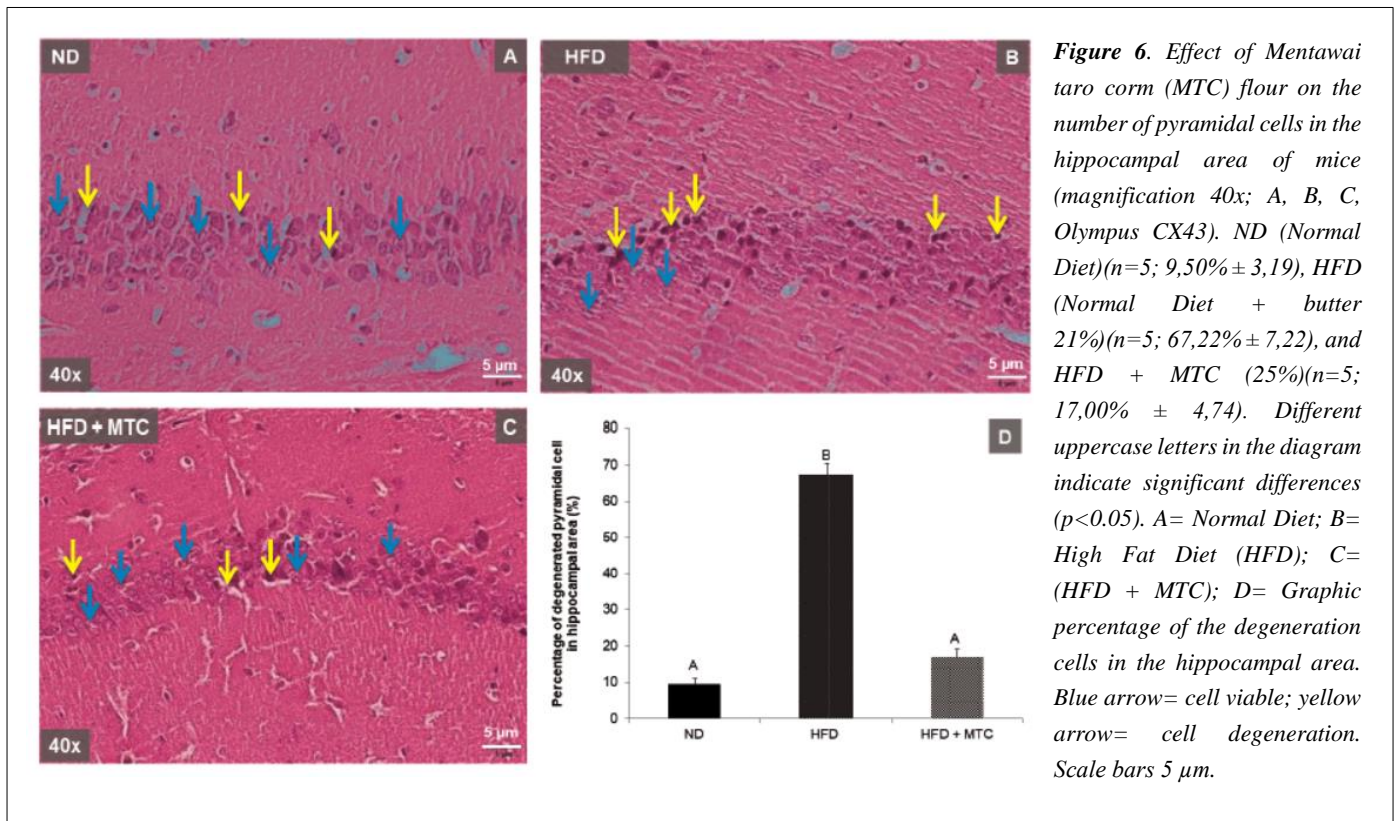 ND
A
40x
5 µm
HFD
B
40x
5 µm
HFD + MTC
C
40x
5 µm
D
Percentage of degenerated pyramidal cell
in hippocampal area (%)
80
70
60
50
40
30
20
10
0
A
B
A
ND
HFD
HFD + MTC
Figure 6. Effect of Mentawai
taro corm (MTC) flour on the
number of pyramidal cells in the
hippocampal area of mice
(magnification 40x; A, B, C,
Olympus CX43). ND (Normal
Diet)(n=5; 9,50% ± 3,19), HFD
(Normal Diet + butter
21%)(n=5; 67,22% ± 7,22), and
HFD + MTC (25%)(n=5;
17,00% ± 4,74). Different
uppercase letters in the diagram
indicate significant differences
(p<0.05). A= Normal Diet; B=
High Fat Diet (HFD); C=
(HFD + MTC); D= Graphic
percentage of the degeneration
cells in the hippocampal area.
Blue arrow= cell viable; yellow
arrow= cell degeneration.
Scale bars 5 µm.